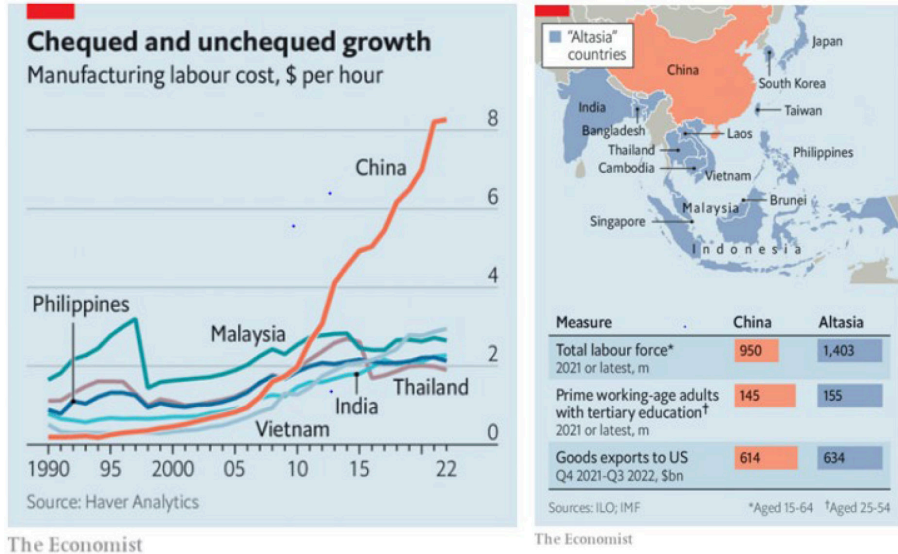 Chequed and unchequed growth
Manufacturing labour cost, $ per hour
8
China
6
4
Philippines
Malaysia
2
Thailand
India
Vietnam
0
1990 95 2000 05 10 15 22
Source: Haver Analytics
The Economist
"Altasia"
countries
Japan
China
South Korea
India
Taiwan
Bangladesh
Laos
Thailand
Philippines
Cambodia
Vietnam
Brunei
Malaysia
Singapore
Indonesia
Measure China Altasia
Total labour force* 950 1,403
2021 or latest, m
Prime working-age adults 145 155
with tertiary education†
2021 or latest, m
Goods exports to US 614 634
Q4 2021-Q3 2022, $bn
Sources: ILO; IMF *Aged 15-64 †Aged 25-54
The Economist